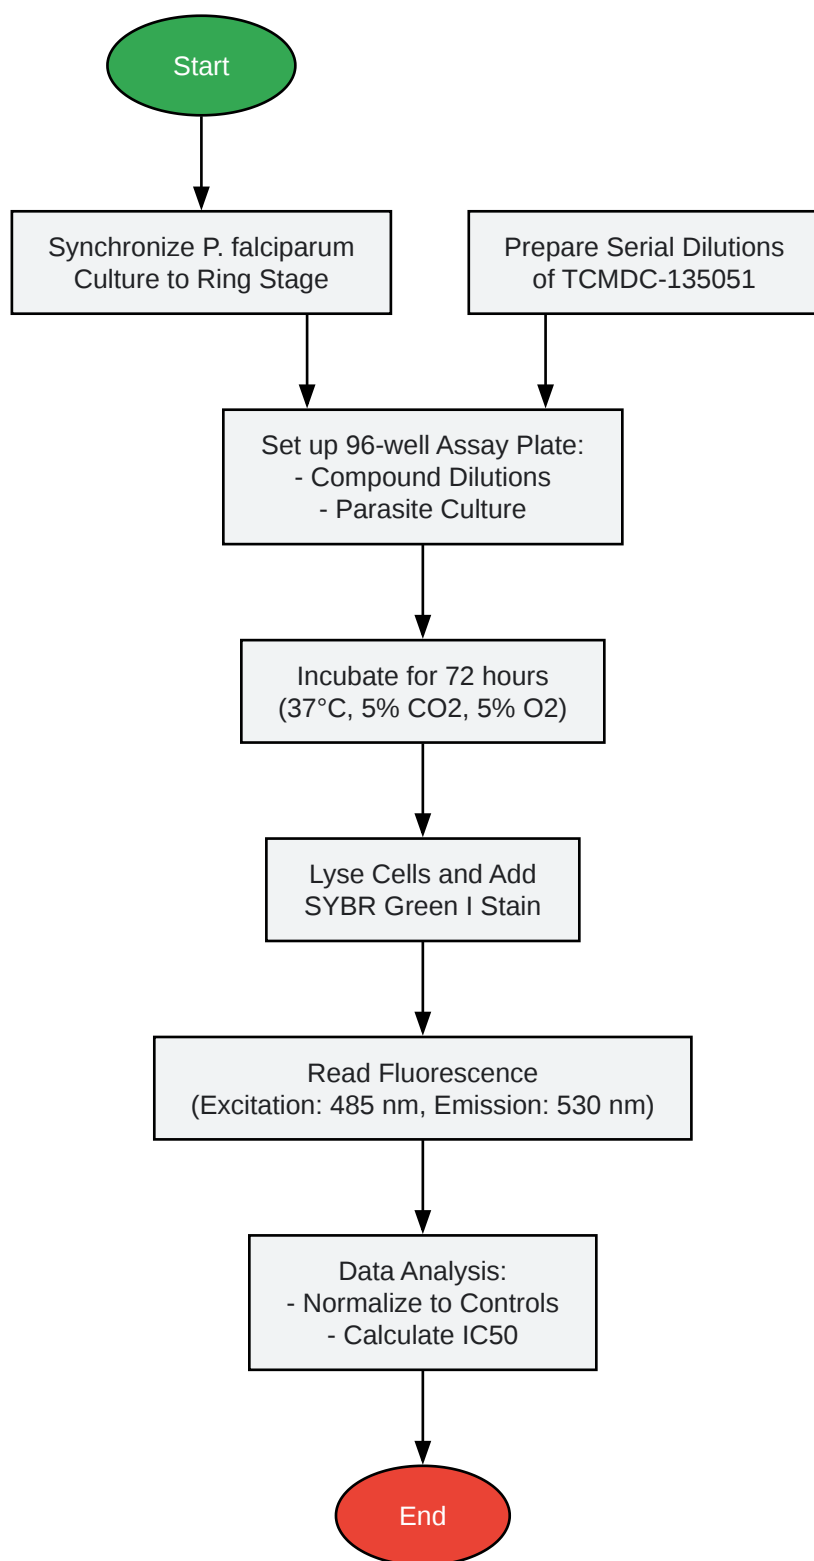 Start
Synchronize P. falciparum
Culture to Ring Stage
Prepare Serial Dilutions
of TCMDC-135051
Set up 96-well Assay Plate:
- Compound Dilutions
- Parasite Culture
Incubate for 72 hours
(37°C, 5% CO2, 5% O2)
Lyse Cells and Add
SYBR Green I Stain
Read Fluorescence
(Excitation: 485 nm, Emission: 530 nm)
Data Analysis:
- Normalize to Controls
- Calculate IC50
End